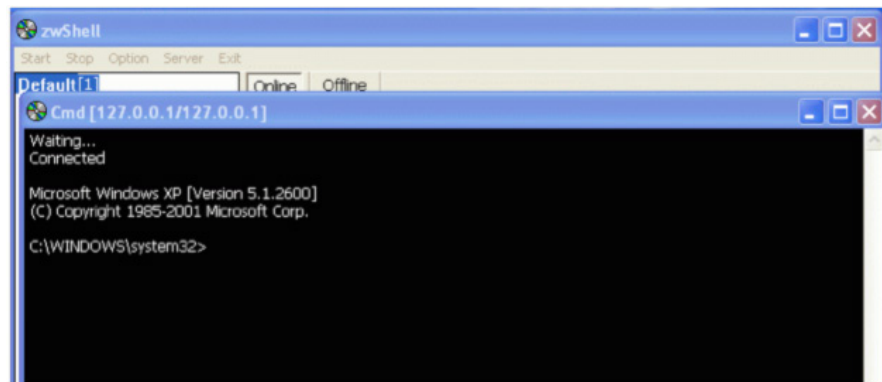 zwShell
Start Stop Option Server Exit
Default[1] Online Offline
Cmd [127.0.0.1/127.0.0.1]
Waiting...
Connected
Microsoft Windows XP [Version 5.1.2600]
(C) Copyright 1985-2001 Microsoft Corp.
C:\WINDOWS\system32>